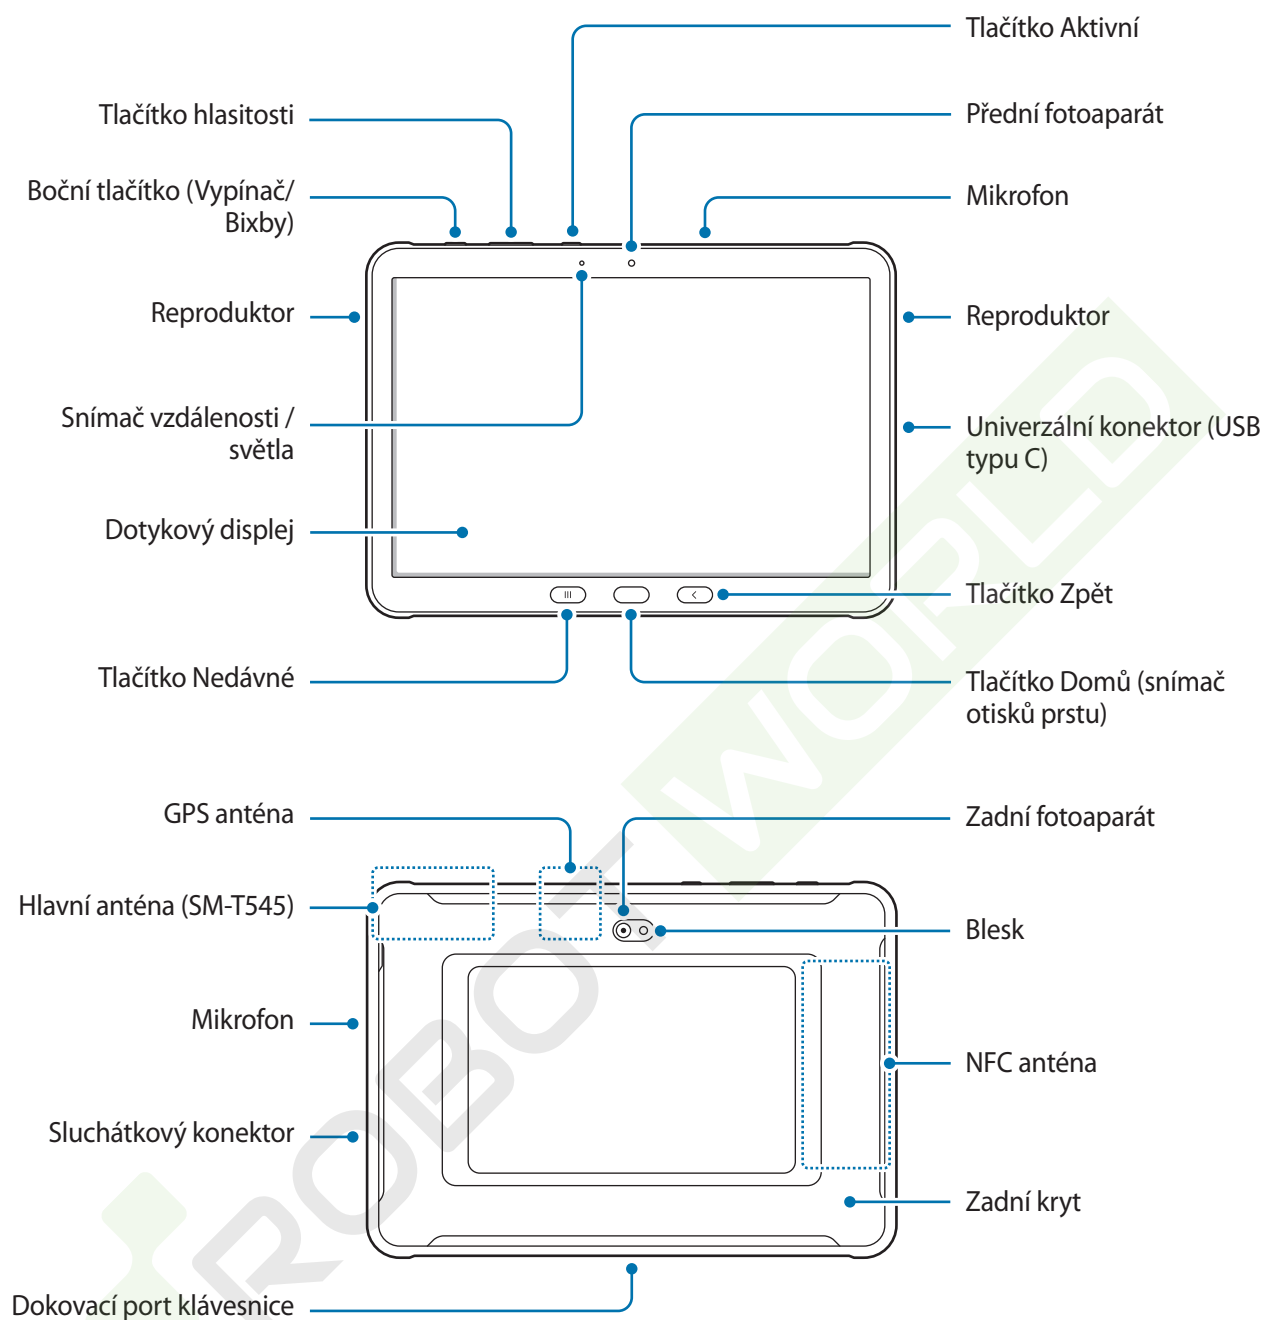 Tlačítko Aktivní
Tlačítko hlasitosti
Přední fotoaparát
Boční tlačítko (Vypínač/
Bixby)
Mikrofon
Reproduktor
Reproduktor
Snímač vzdálenosti /
světla
Univerzální konektor (USB
typu C)
Dotykový displej
Tlačítko Zpět
Tlačítko Nedávné
Tlačítko Domů (snímač
otisků prstu)
GPS anténa
Zadní fotoaparát
Hlavní anténa (SM-T545)
Blesk
Mikrofon
NFC anténa
Sluchátkový konektor
Zadní kryt
Dokovací port klávesnice
ROBOTWORLD